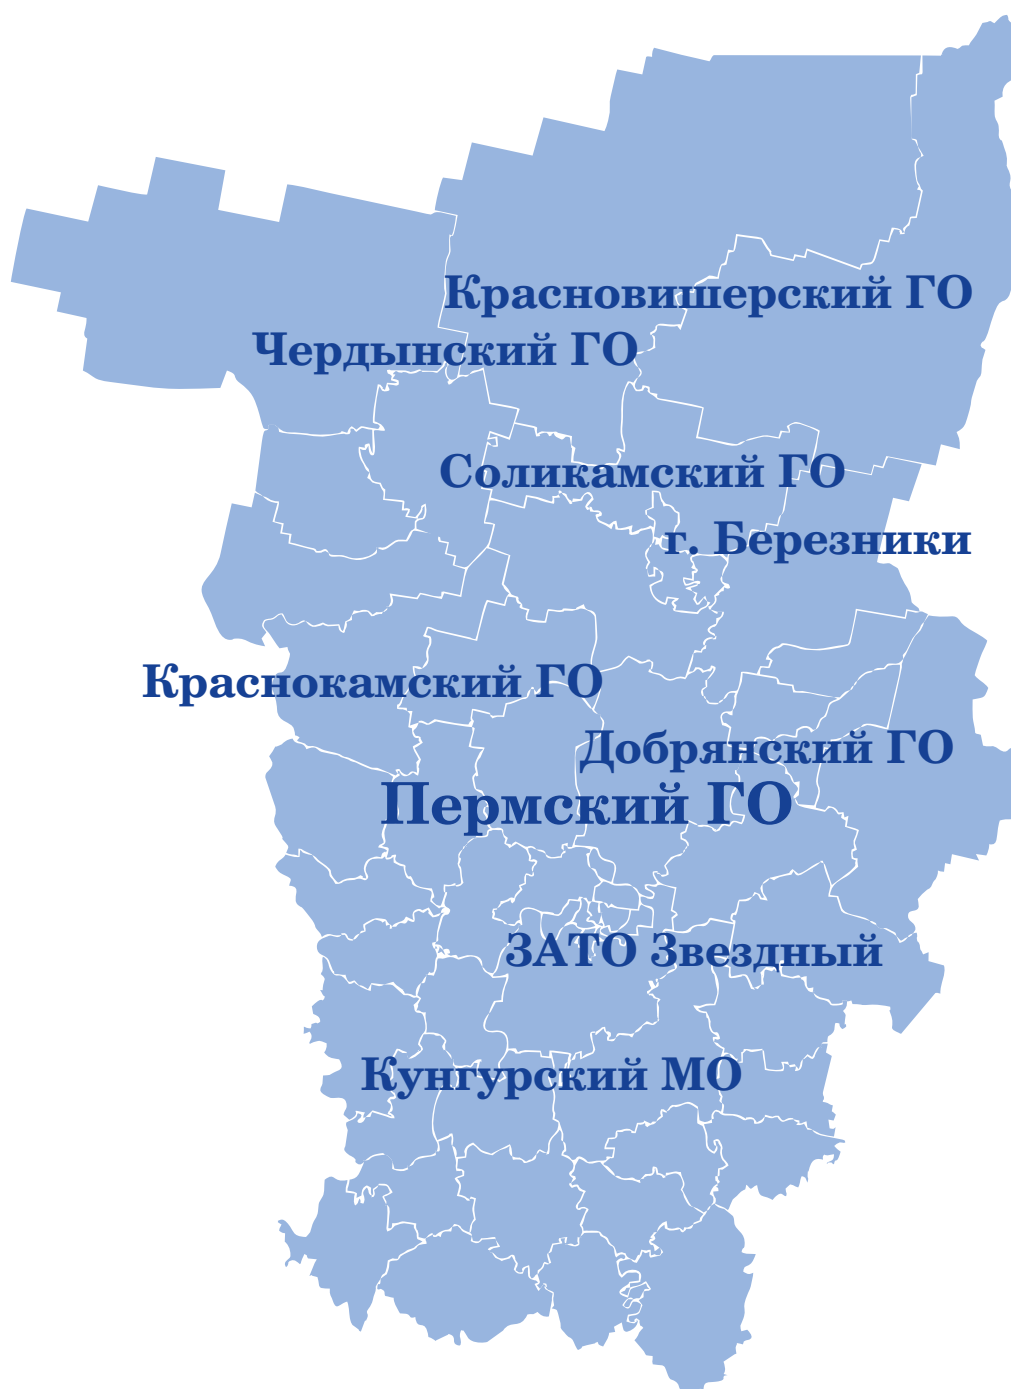 Красновишерский ГО
Чердынский ГО
Соликамский ГО
г. Березники
Краснокамский ГО
Добрянский ГО
Пермский ГО
ЗАТО Звездный
Кунгурский МО